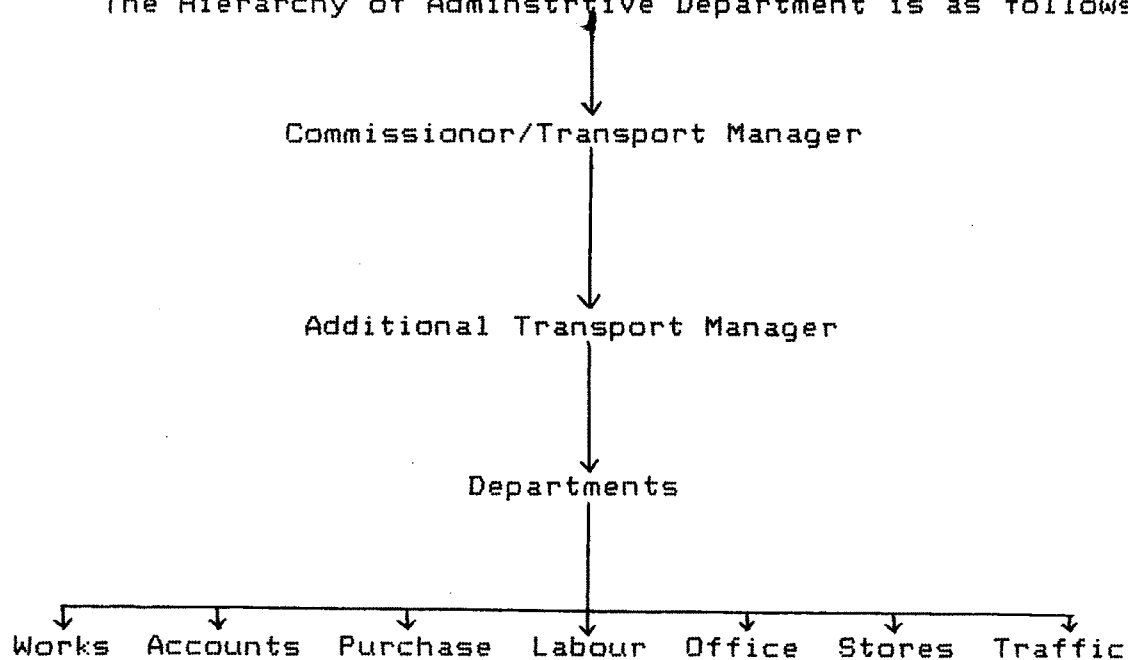 The Hierarchy of Adminstrtive Department is as follows
Commissionor/Transport Manager
Additional Transport Manager
Departments
Works Accounts Purchase Labour Office Stores Traffic